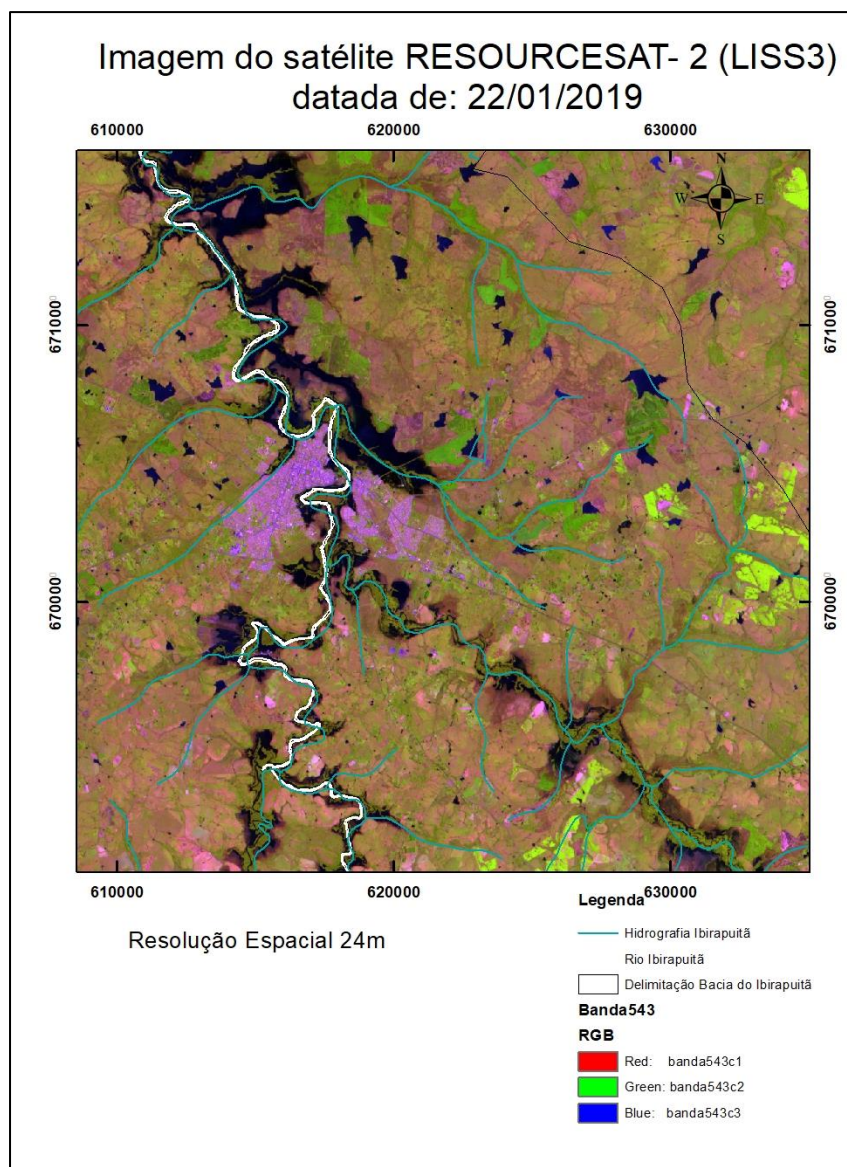 Imagem do satélite RESOURCESAT- 2 (LISS3)
datada de: 22/01/2019
610000 620000 630000
N
W E
S
671000 671000
670000 670000
610000 620000 630000
Legenda
Resolução Espacial 24m
Hidrografia Ibirapuitã
Rio Ibirapuitã
Delimitação Bacia do Ibirapuitã
Banda543
RGB
Red: banda543c1
Green: banda543c2
Blue: banda543c3